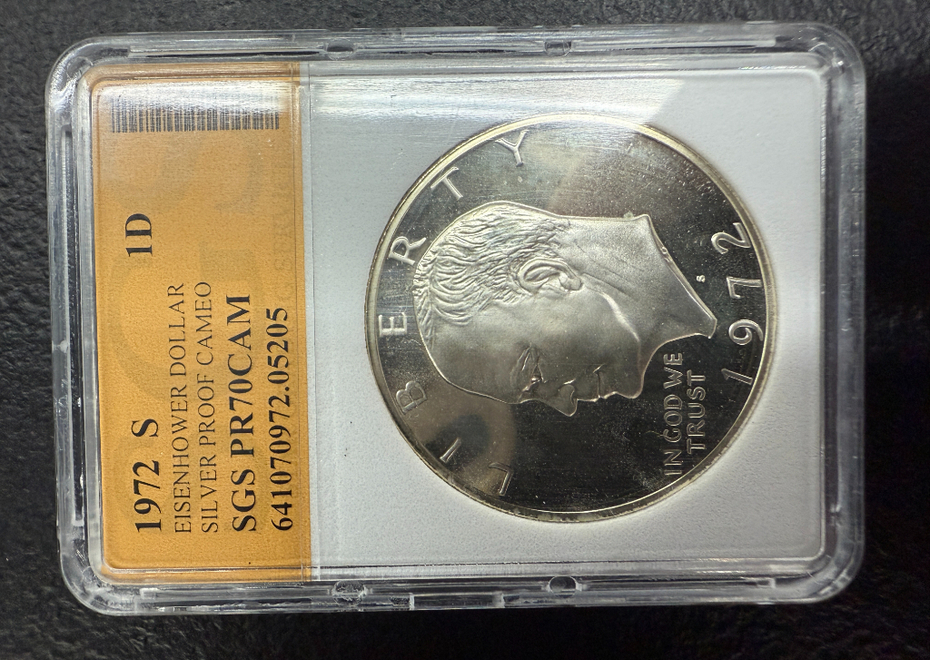 1972 S 1D
EISENHOWER DOLLAR
SILVER PROOF CAMEO
SGS PR70CAM
641070972.05205
LIBERTY
IN GOD WE
TRUST
S
1972